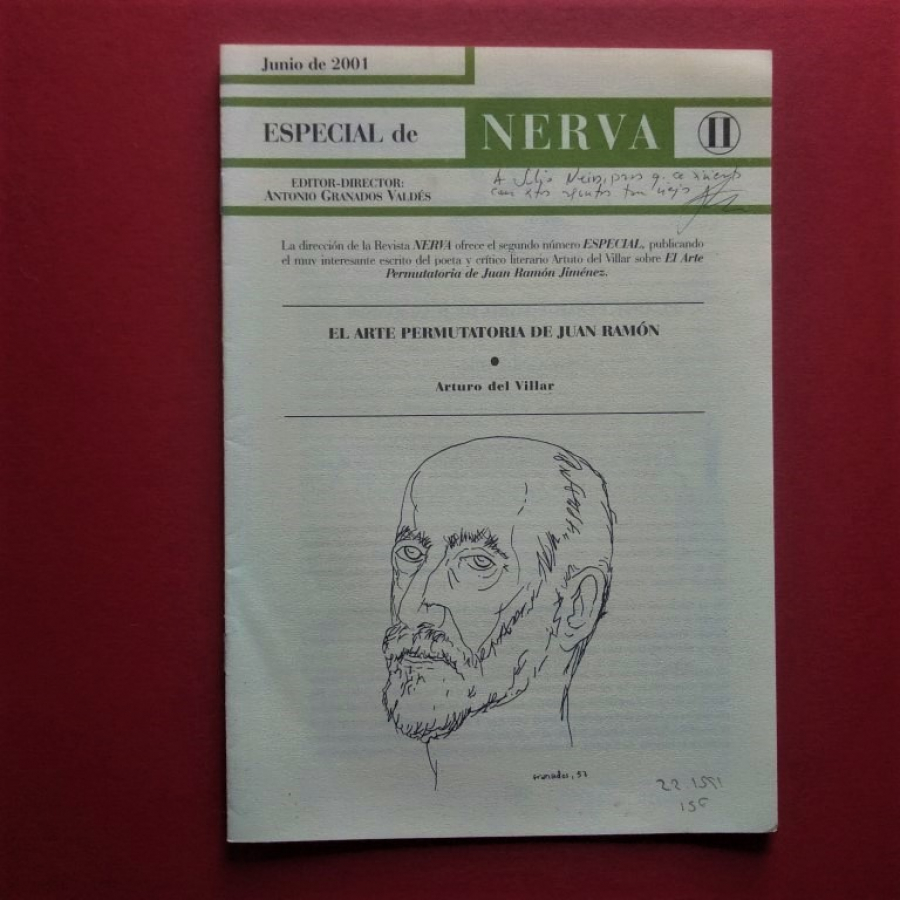 Junio de 2001
ESPECIAL de NERVA II
EDITOR-DIRECTOR:
ANTONIO GRANADOS VALDÉS
La dirección de la Revista NERVA ofrece el segundo número ESPECIAL, publicando
el muy interesante escrito del poeta y crítico literario Artuto del Villar sobre El Arte
Permutatoria de Juan Ramón Jiménez.
EL ARTE PERMUTATORIA DE JUAN RAMÓN
Arturo del Villar
Granados, 57